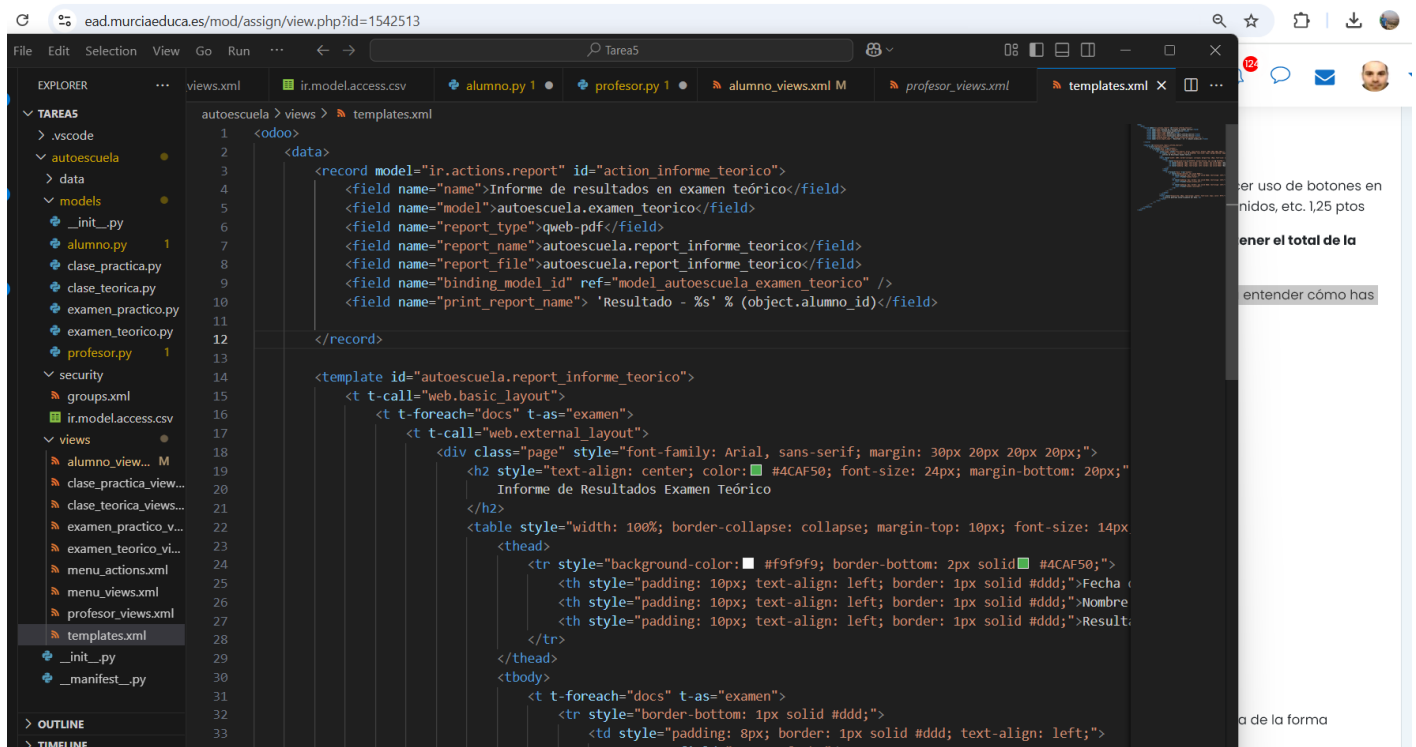 ead.murciaeduca.es/mod/assign/view.php?id=1542513
File Edit Selection View Go Run ... Tarea5
124
EXPLORER ...
views.xml ir.model.access.csv alumno.py 1 profesor.py 1 alumno_views.xml M profesor_views.xml templates.xml
TAREA5
.vscode
autoescuela
data
models
__init__.py
alumno.py 1
clase_practica.py
clase_teorica.py
examen_practico.py
examen_teorico.py
profesor.py 1
security
groups.xml
ir.model.access.csv
views
alumno_view... M
clase_practica_view...
clase_teorica_views...
examen_practico_v...
examen_teorico_vi...
menu_actions.xml
menu_views.xml
profesor_views.xml
templates.xml
__init__.py
__manifest__.py
OUTLINE
TIMELINE
autoescuela > views > templates.xml
1 <odoo>
2 <data>
3 <record model="ir.actions.report" id="action_informe_teorico">
4 <field name="name">Informe de resultados en examen teórico</field>
5 <field name="model">autoescuela.examen_teorico</field>
6 <field name="report_type">qweb-pdf</field>
7 <field name="report_name">autoescuela.report_informe_teorico</field>
8 <field name="report_file">autoescuela.report_informe_teorico</field>
9 <field name="binding_model_id" ref="model_autoescuela_examen_teorico" />
10 <field name="print_report_name"> 'Resultado - %s' % (object.alumno_id)</field>
11
12 </record>
13
14 <template id="autoescuela.report_informe_teorico">
15 <t t-call="web.basic_layout">
16 <t t-foreach="docs" t-as="examen">
17 <t t-call="web.external_layout">
18 <div class="page" style="font-family: Arial, sans-serif; margin: 30px 20px 20px 20px;">
19 <h2 style="text-align: center; color: #4CAF50; font-size: 24px; margin-bottom: 20px;"
20 Informe de Resultados Examen Teórico
21 </h2>
22 <table style="width: 100%; border-collapse: collapse; margin-top: 10px; font-size: 14px
23 <thead>
24 <tr style="background-color: #f9f9f9; border-bottom: 2px solid #4CAF50;">
25 <th style="padding: 10px; text-align: left; border: 1px solid #ddd;">Fecha
26 <th style="padding: 10px; text-align: left; border: 1px solid #ddd;">Nombre
27 <th style="padding: 10px; text-align: left; border: 1px solid #ddd;">Result
28 </tr>
29 </thead>
30 <tbody>
31 <t t-foreach="docs" t-as="examen">
32 <tr style="border-bottom: 1px solid #ddd;">
33 <td style="padding: 8px; border: 1px solid #ddd; text-align: left;">
cer uso de botones en
nidos, etc. 1,25 ptos
ener el total de la
entender cómo has
a de la forma